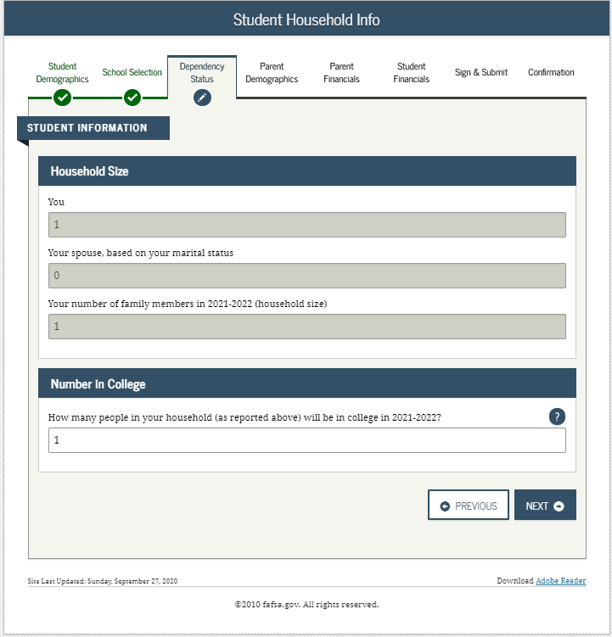 Student Household Info
Student Demographics
School Selection
Dependency Status
Parent Demographics
Parent Financials
Student Financials
Sign & Submit
Confirmation
STUDENT INFORMATION
Household Size
You
1
Your spouse, based on your marital status
0
Your number of family members in 2021-2022 (household size)
1
Number In College
How many people in your household (as reported above) will be in college in 2021-2022?
?
1
PREVIOUS
NEXT
Site Last Updated: Sunday, September 27, 2020
Download Adobe Reader
©2010 fafsa.gov. All rights reserved.